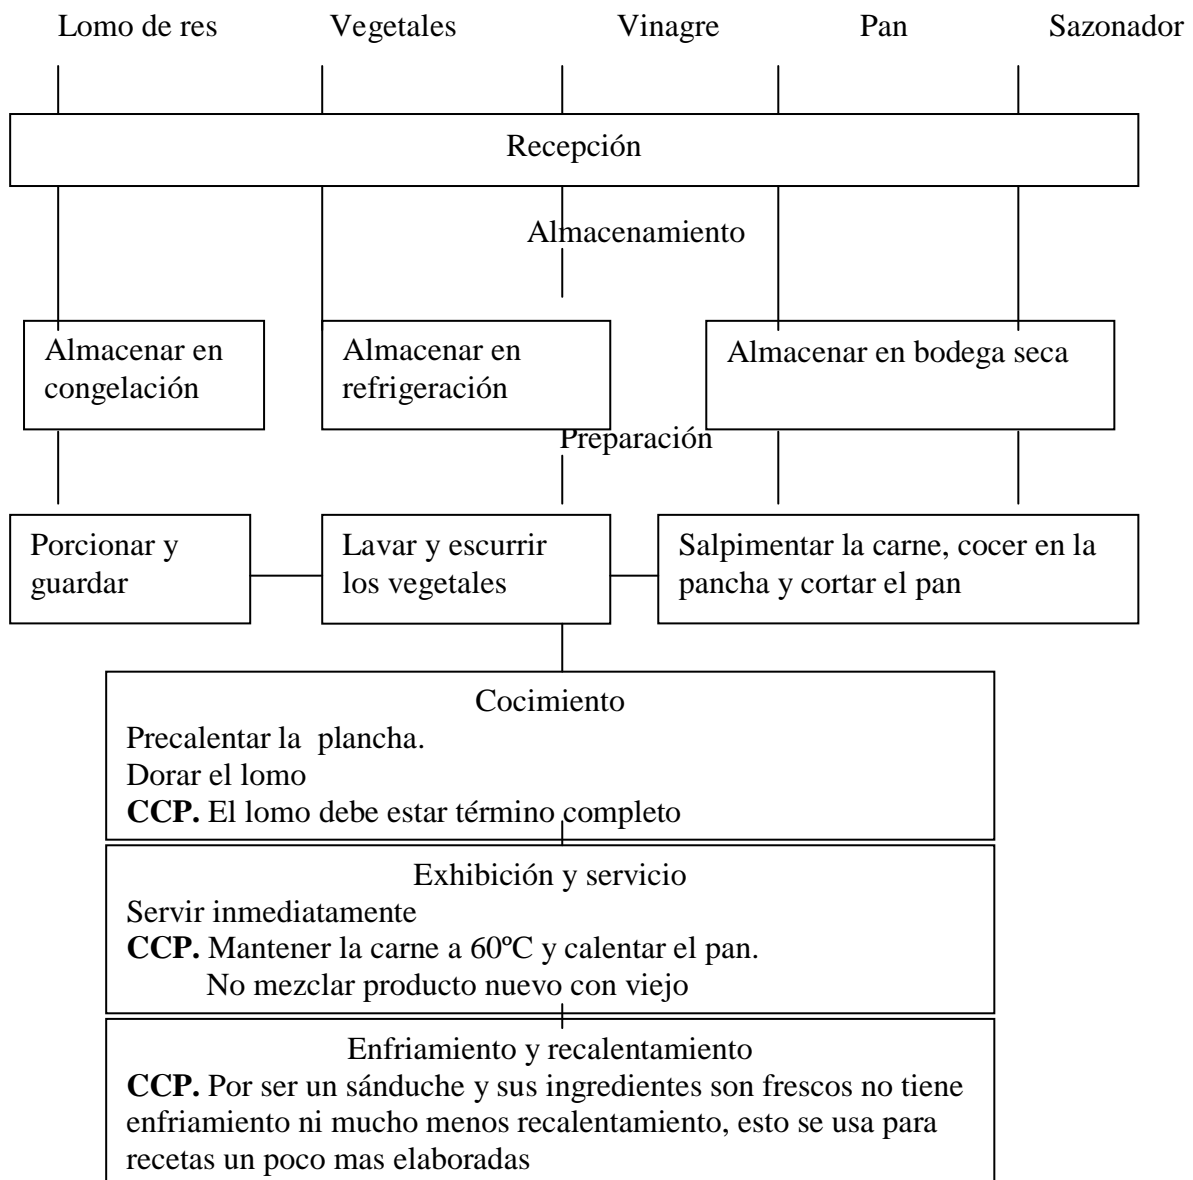 Lomo de res Vegetales Vinagre Pan Sazonador
Recepción
Almacenamiento
Almacenar en
congelación
Almacenar en
refrigeración
Almacenar en bodega seca
Preparación
Porcionar y
guardar
Lavar y escurrir
los vegetales
Salpimentar la carne, cocer en la
pancha y cortar el pan
Cocimiento
Precalentar la plancha.
Dorar el lomo
CCP. El lomo debe estar término completo
Exhibición y servicio
Servir inmediatamente
CCP. Mantener la carne a 60ºC y calentar el pan.
No mezclar producto nuevo con viejo
Enfriamiento y recalentamiento
CCP. Por ser un sánduche y sus ingredientes son frescos no tiene
enfriamiento ni mucho menos recalentamiento, esto se usa para
recetas un poco mas elaboradas